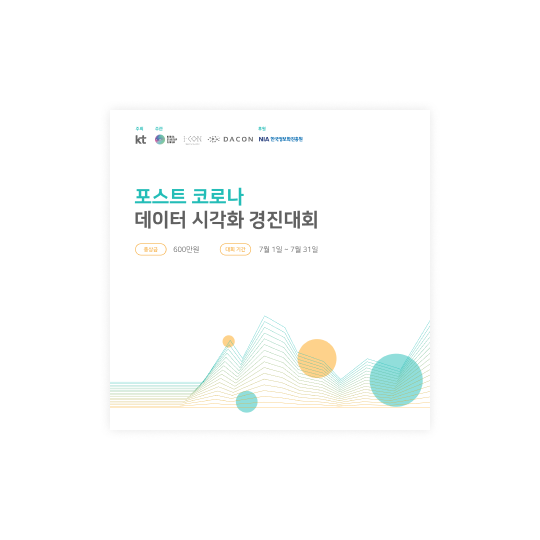 주최 주관 후원
kt DACON NIA 한국정보화진흥원
포스트 코로나
데이터 시각화 경진대회
총상금 600만원 대회 기간 7월 1일 ~ 7월 31일